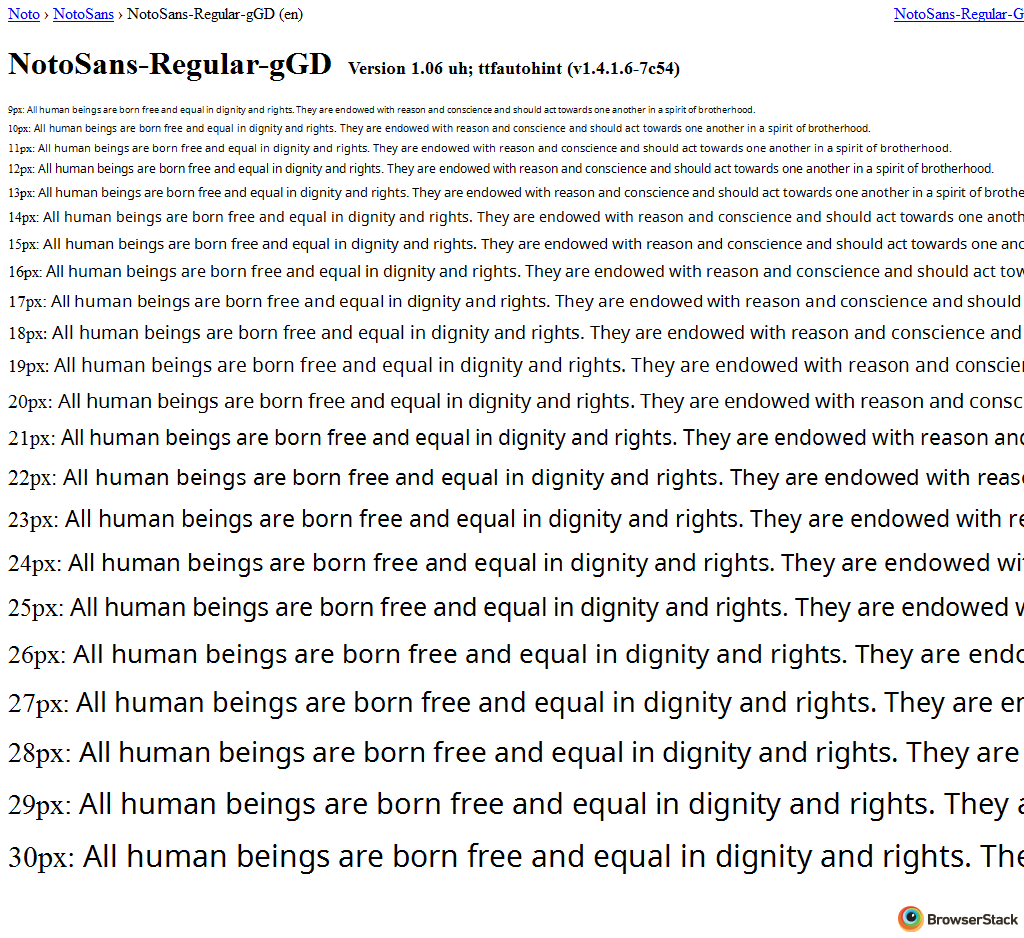 Noto › NotoSans › NotoSans-Regular-gGD (en) NotoSans-Regular-G
NotoSans-Regular-gGD Version 1.06 uh; ttfautohint (v1.4.1.6-7c54)
9px: All human beings are born free and equal in dignity and rights. They are endowed with reason and conscience and should act towards one another in a spirit of brotherhood.
10px: All human beings are born free and equal in dignity and rights. They are endowed with reason and conscience and should act towards one another in a spirit of brotherhood.
11px: All human beings are born free and equal in dignity and rights. They are endowed with reason and conscience and should act towards one another in a spirit of brotherhood.
12px: All human beings are born free and equal in dignity and rights. They are endowed with reason and conscience and should act towards one another in a spirit of brotherhood.
13px: All human beings are born free and equal in dignity and rights. They are endowed with reason and conscience and should act towards one another in a spirit of brothe
14px: All human beings are born free and equal in dignity and rights. They are endowed with reason and conscience and should act towards one anoth
15px: All human beings are born free and equal in dignity and rights. They are endowed with reason and conscience and should act towards one ano
16px: All human beings are born free and equal in dignity and rights. They are endowed with reason and conscience and should act tow
17px: All human beings are born free and equal in dignity and rights. They are endowed with reason and conscience and should
18px: All human beings are born free and equal in dignity and rights. They are endowed with reason and conscience and
19px: All human beings are born free and equal in dignity and rights. They are endowed with reason and conscien
20px: All human beings are born free and equal in dignity and rights. They are endowed with reason and consc
21px: All human beings are born free and equal in dignity and rights. They are endowed with reason and
22px: All human beings are born free and equal in dignity and rights. They are endowed with reaso
23px: All human beings are born free and equal in dignity and rights. They are endowed with re
24px: All human beings are born free and equal in dignity and rights. They are endowed wi
25px: All human beings are born free and equal in dignity and rights. They are endowed w
26px: All human beings are born free and equal in dignity and rights. They are endo
27px: All human beings are born free and equal in dignity and rights. They are en
28px: All human beings are born free and equal in dignity and rights. They are
29px: All human beings are born free and equal in dignity and rights. They a
30px: All human beings are born free and equal in dignity and rights. The
BrowserStack